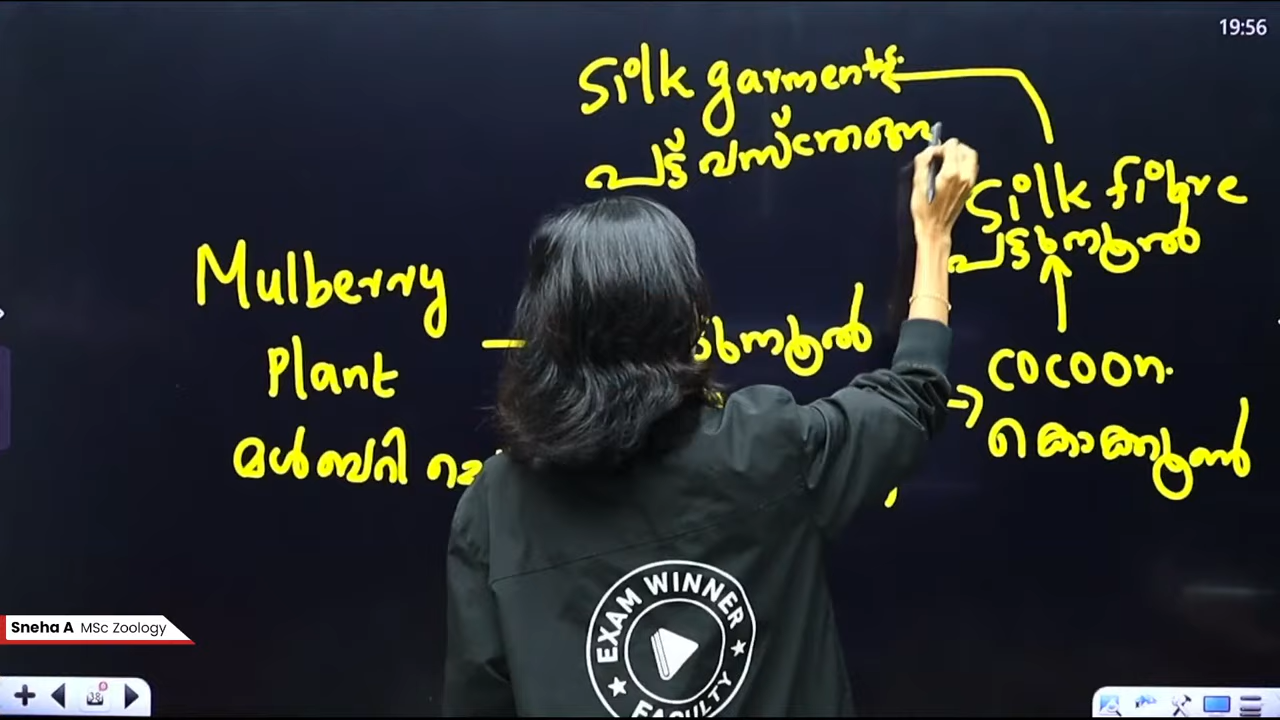 19:56
Silk garments
പട്ട് വസ്ത്രങ്ങ
Silk fibre
പട്ടുനൂൽ
Mulberry
Plant
മൾബറി
നൂൽ
cocoon.
കൊക്കൂൺ
EXAM WINNER
FACULTY
Sneha A MSc Zoology
38